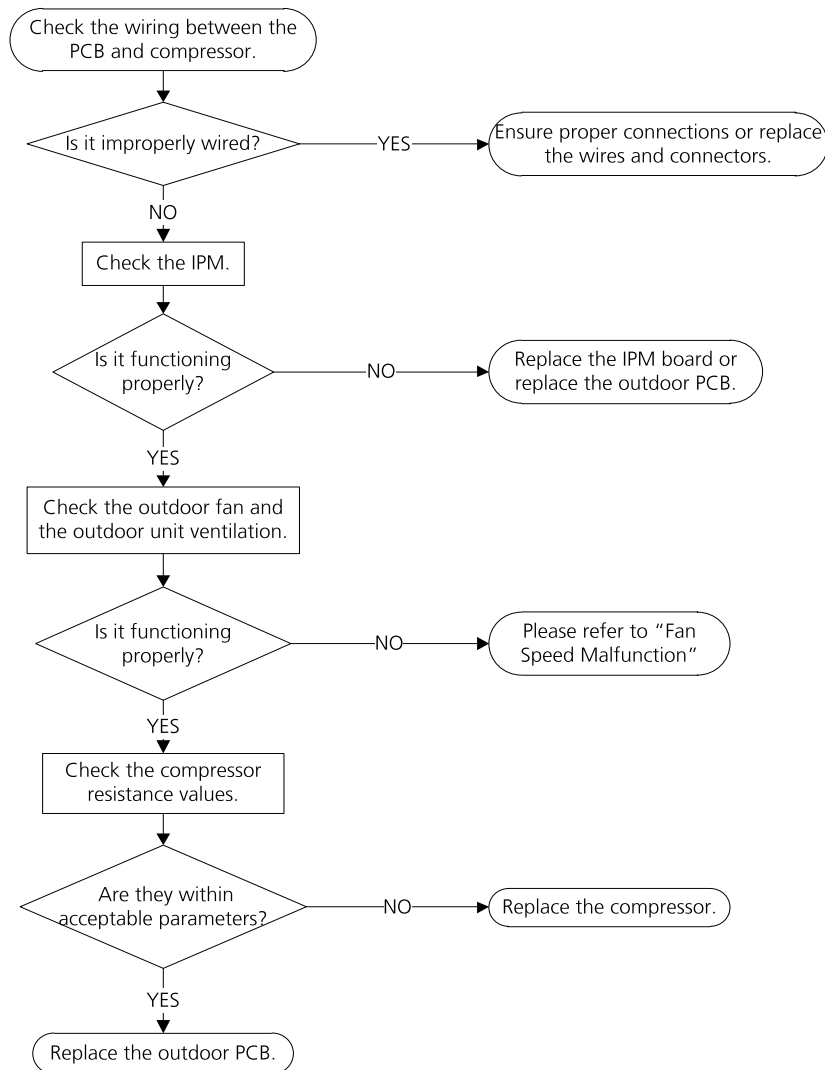 Check the wiring between the
PCB and compressor.
Is it improperly wired?
YES
Ensure proper connections or replace
the wires and connectors.
NO
Check the IPM.
Is it functioning
properly?
NO
Replace the IPM board or
replace the outdoor PCB.
YES
Check the outdoor fan and
the outdoor unit ventilation.
Is it functioning
properly?
NO
Please refer to “Fan
Speed Malfunction”
YES
Check the compressor
resistance values.
Are they within
acceptable parameters?
NO
Replace the compressor.
YES
Replace the outdoor PCB.